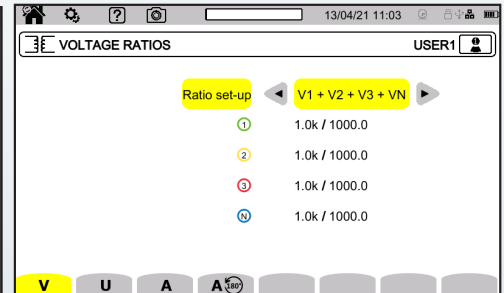 ? 13/04/21 11:03
VOLTAGE RATIOS USER1
Ratio set-up V1 + V2 + V3 + VN
1 1.0k / 1000.0
2 1.0k / 1000.0
3 1.0k / 1000.0
N 1.0k / 1000.0
V U A A 180°